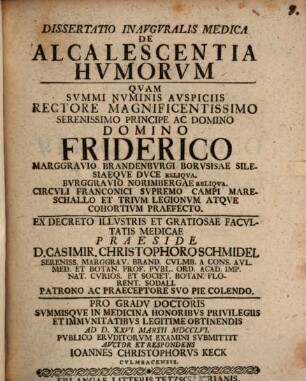 DISSERTATIO INAVGVRALIS MEDICA
DE
ALCALESCENTIA
HVMORVM
QVAM
SVMMI NVMINIS AVSPICIIS
RECTORE MAGNIFICENTISSIMO
SERENISSIMO PRINCIPE AC DOMINO
DOMINO
FRIDERICO
MARGGRAVIO BRANDENBVRGI BORVSISAE SILE-
SIAEQVE DVCE RELIQVA.
BVRGGRAVIO NORIMBERGAE RELIQVA.
CIRCVLI FRANCONICI SVPREMO CAMPI MARE-
SCHALLO ET TRIVM LEGIONVM ATQVE
COHORTIVM PRAEFECTO.
EX DECRETO ILLVSTRIS ET GRATIOSAE FACVL-
TATIS MEDICAE
PRAESIDE
D. CASIMIR. CHRISTOPHORO SCHMIDEL
SERENISS. MARGGRAV. BRAND. CVLMB. A CONS. AVL.
MED. ET BOTAN. PROF. PVBL. ORD. ACAD. IMP.
NAT. CVRIOS. ET SOCIET. BOTAN. FLO-
RENT. SODALI.
PATRONO AC PRAECEPTORE SVO PIE COLENDO.
PRO GRADV DOCTORIS
SVMMISQVE IN MEDICINA HONORIBVS PRIVILEGIIS
ET IMMVNITATIBVS LEGITIME OBTINENDIS
AD D. XXVI MARTII MDCCLVI.
PVBLICO ERVDITORVM EXAMINI SVBMITTIT
AVCTOR ET RESPONDENS
IOANNES CHRISTOPHORVS KECK
CVLMBACENSIS.